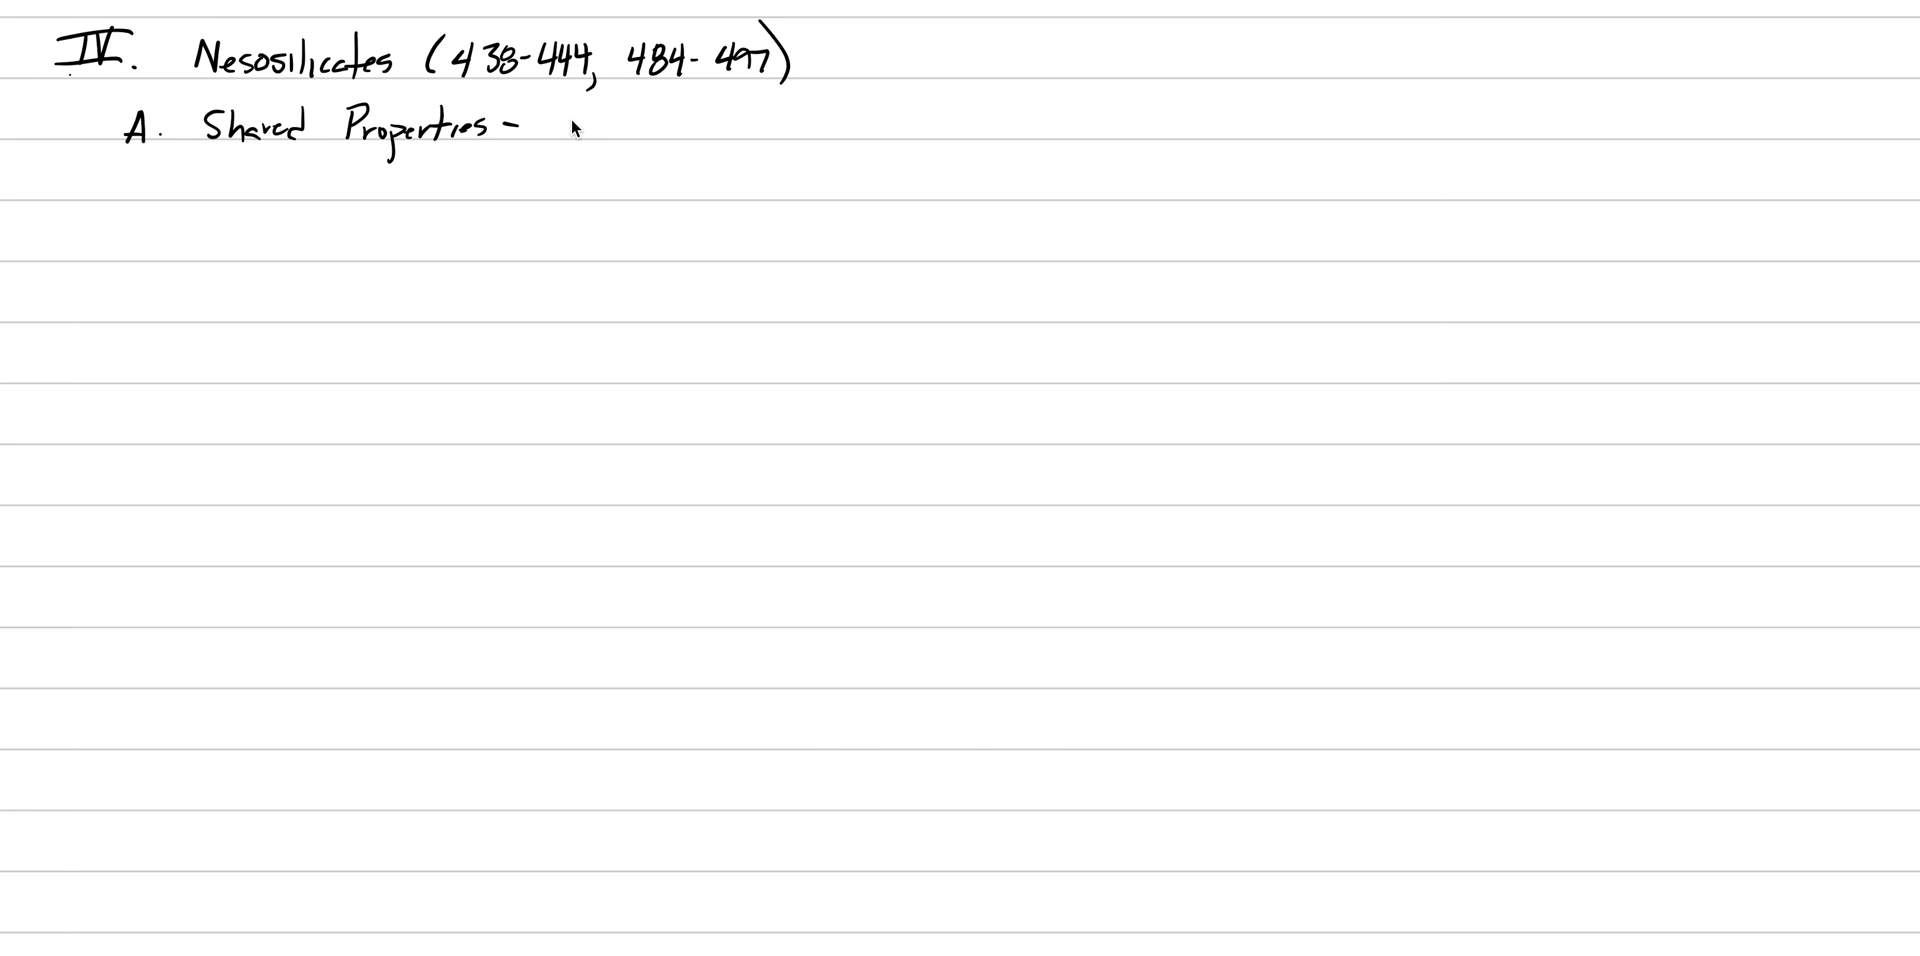 IV. Nesosilicates (438-444, 484-497)
A. Shared Properties -